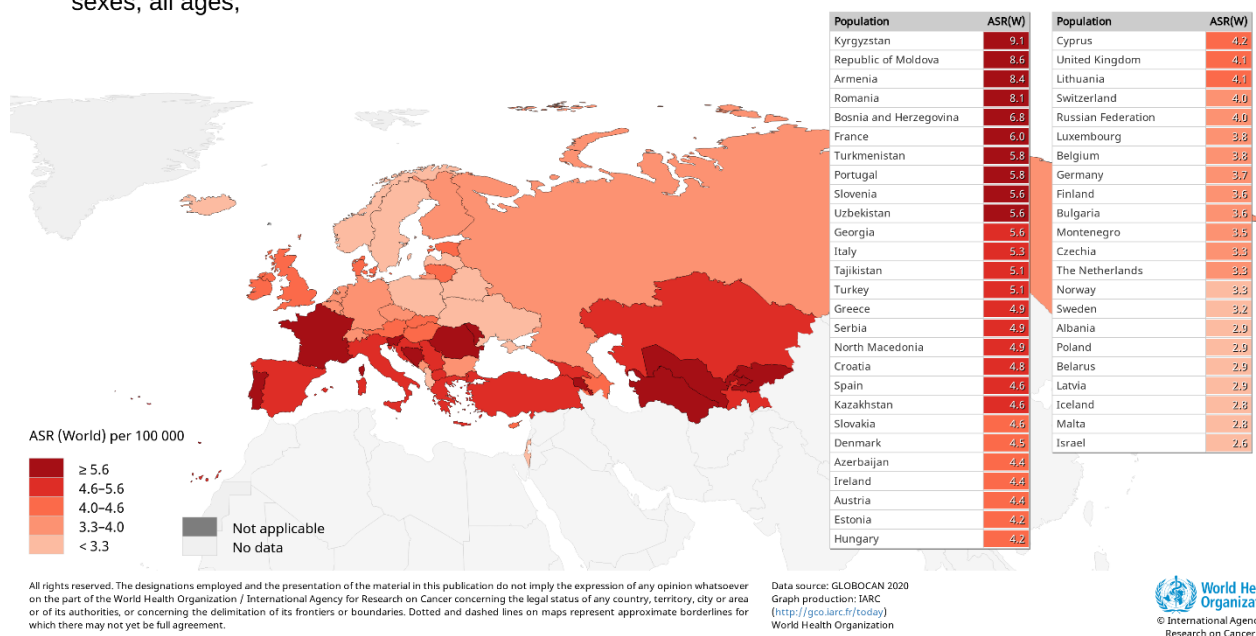 sexes, all ages,
Population ASR(W)
Kyrgyzstan 9.1
Republic of Moldova 8.6
Armenia 8.4
Romania 8.1
Bosnia and Herzegovina 6.8
France 6.0
Turkmenistan 5.8
Portugal 5.8
Slovenia 5.6
Uzbekistan 5.6
Georgia 5.6
Italy 5.3
Tajikistan 5.1
Turkey 5.1
Greece 4.9
Serbia 4.9
North Macedonia 4.9
Croatia 4.8
Spain 4.6
Kazakhstan 4.6
Slovakia 4.6
Denmark 4.5
Azerbaijan 4.4
Ireland 4.4
Austria 4.4
Estonia 4.2
Hungary 4.2
Population ASR(W)
Cyprus 4.2
United Kingdom 4.1
Lithuania 4.1
Switzerland 4.0
Russian Federation 4.0
Luxembourg 3.8
Belgium 3.8
Germany 3.7
Finland 3.6
Bulgaria 3.6
Montenegro 3.5
Czechia 3.3
The Netherlands 3.3
Norway 3.3
Sweden 3.2
Albania 2.9
Poland 2.9
Belarus 2.9
Latvia 2.9
Iceland 2.8
Malta 2.8
Israel 2.6
ASR (World) per 100 000
≥ 5.6
4.6–5.6
4.0–4.6
3.3–4.0
< 3.3
Not applicable
No data
All rights reserved. The designations employed and the presentation of the material in this publication do not imply the expression of any opinion whatsoever
on the part of the World Health Organization / International Agency for Research on Cancer concerning the legal status of any country, territory, city or area
or of its authorities, or concerning the delimitation of its frontiers or boundaries. Dotted and dashed lines on maps represent approximate borderlines for
which there may not yet be full agreement.
Data source: GLOBOCAN 2020
Graph production: IARC
(http://gco.iarc.fr/today)
World Health Organization
World He
Organiza
© International Agen
Research on Cancer